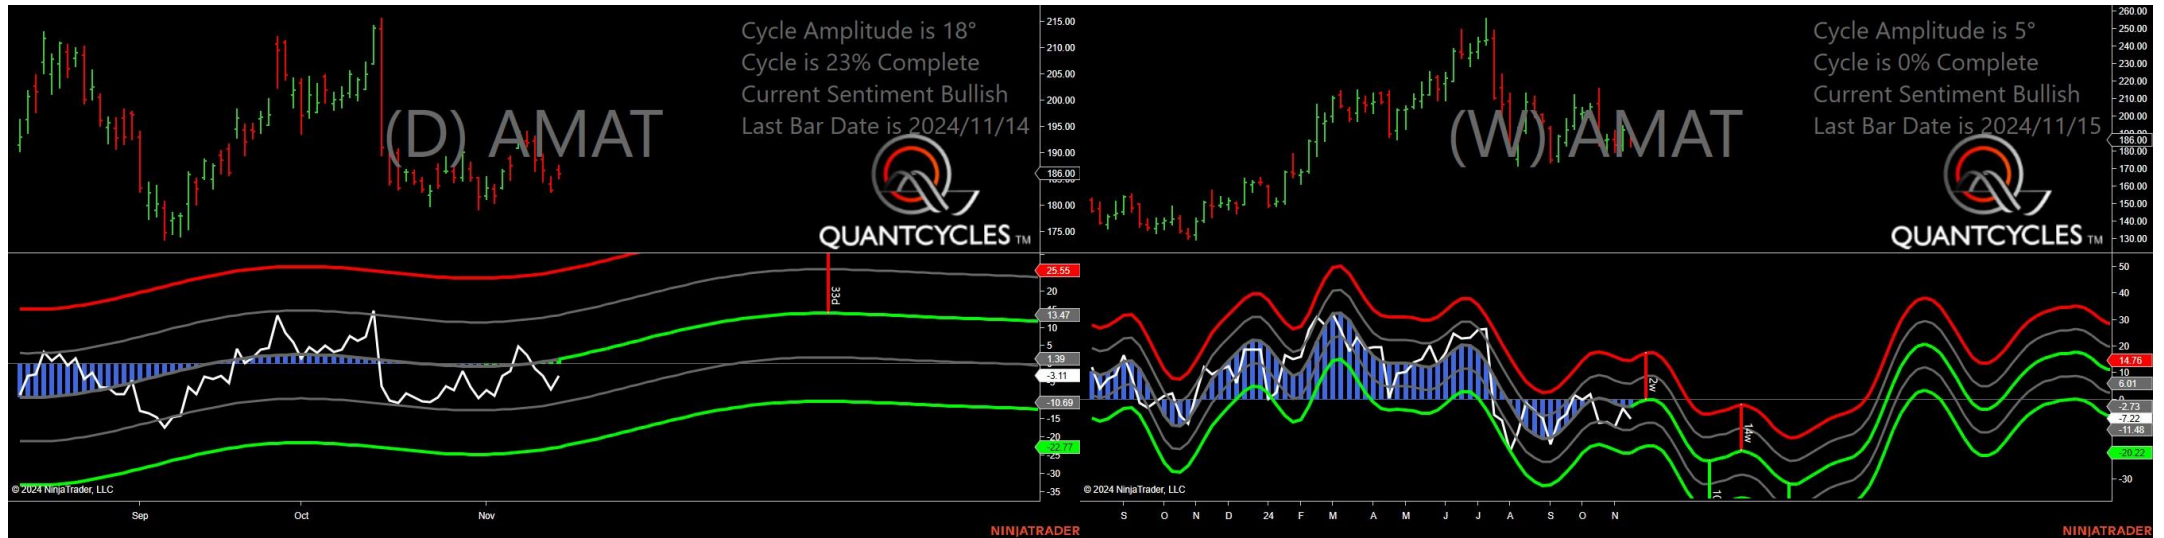 Cycle Amplitude is 18°
Cycle is 23% Complete
Current Sentiment Bullish
Last Bar Date is 2024/11/14
(D) AMAT
QUANTCYCLES TM
215.00
210.00
205.00
200.00
195.00
190.00
186.00
180.00
175.00
33d
25.55
20
13.47
10
5
1.39
-3.11
-10.69
-15
-20
-22.77
-25
-30
-35
© 2024 NinjaTrader, LLC
Sep Oct Nov
NINJATRADER
Cycle Amplitude is 5°
Cycle is 0% Complete
Current Sentiment Bullish
Last Bar Date is 2024/11/15
(W) AMAT
QUANTCYCLES TM
260.00
250.00
240.00
230.00
220.00
210.00
200.00
186.00
180.00
170.00
160.00
150.00
140.00
130.00
2w
14w
50
40
30
20
14.76
10
6.01
-2.73
-7.22
-11.48
-20.22
-30
© 2024 NinjaTrader, LLC
S O N D 24 F M A M J J A S O N
NINJATRADER